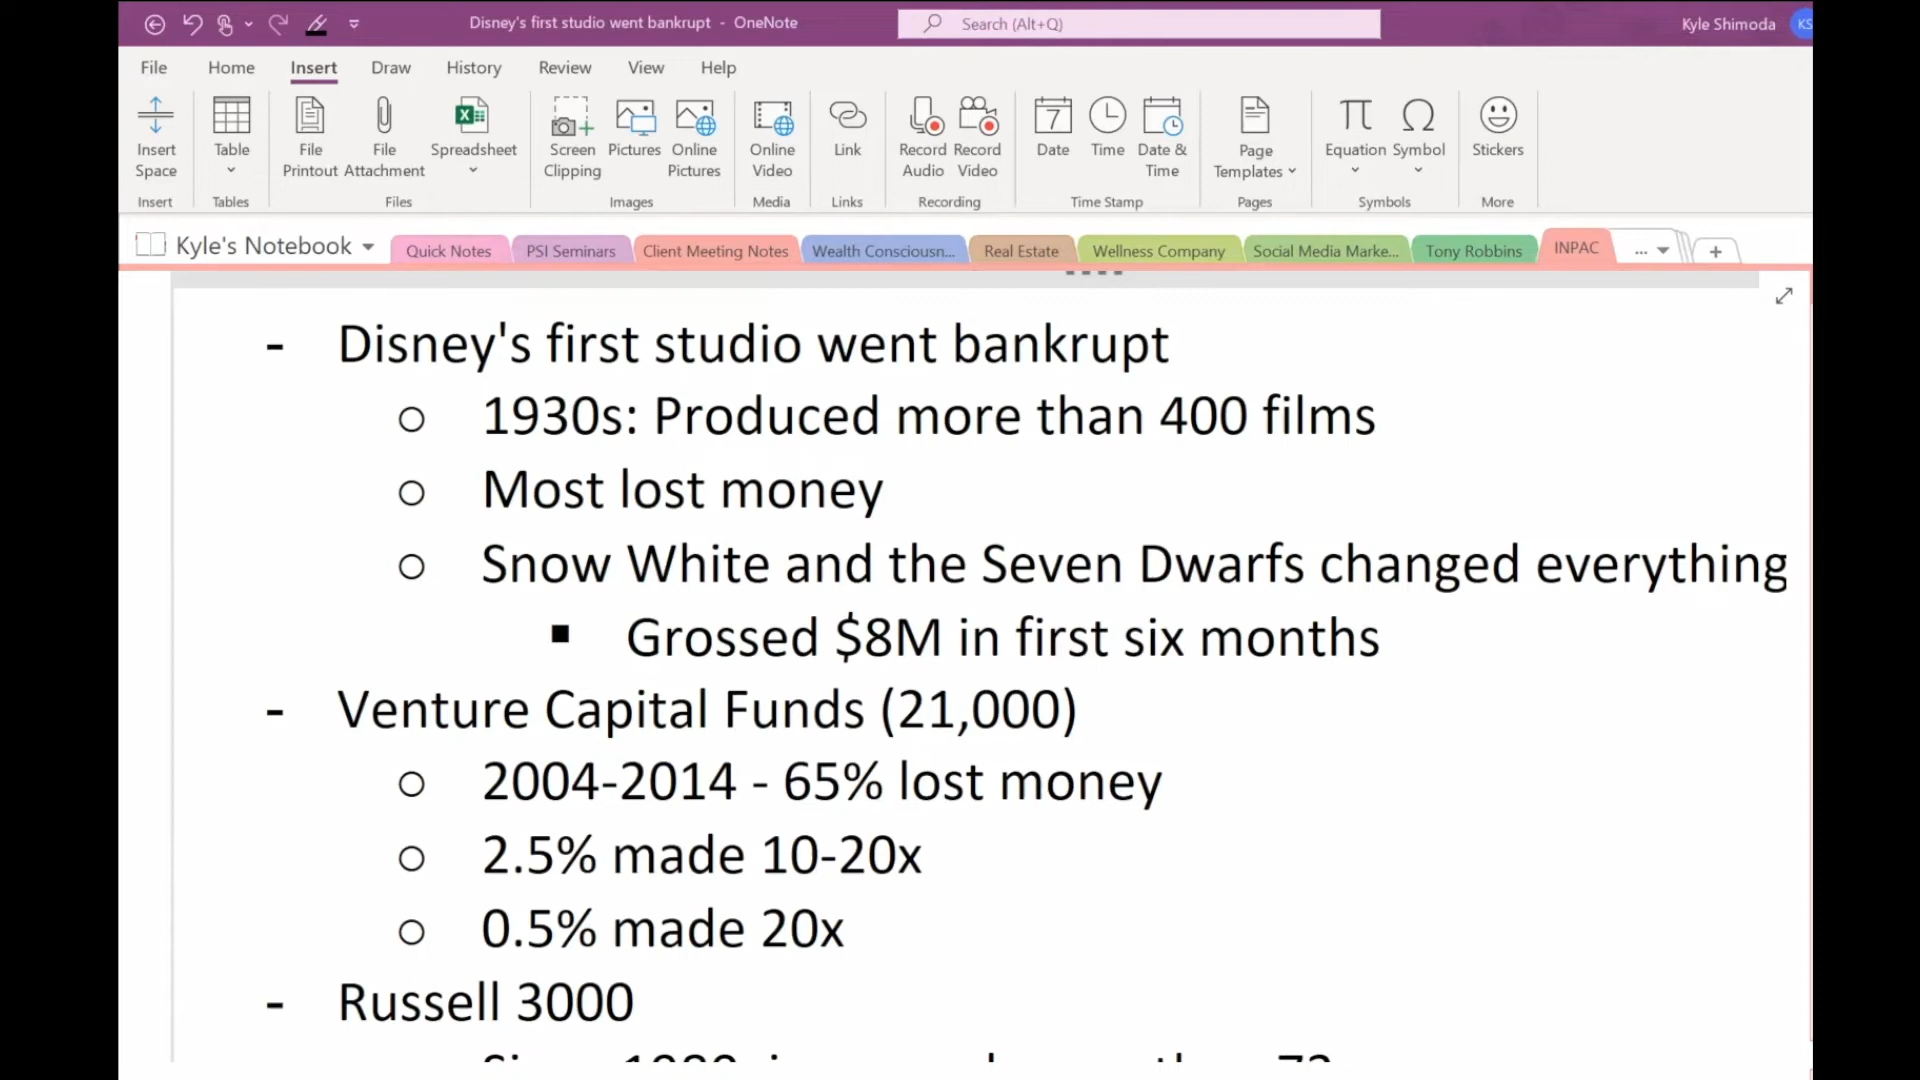 Disney's first studio went bankrupt - OneNote
Search (Alt+Q)
Kyle Shimoda
KS
File Home Insert Draw History Review View Help
Insert Space
Table
File Printout
File Attachment
Spreadsheet
Screen Clipping
Pictures
Online Pictures
Online Video
Link
Record Audio
Record Video
Date
Time
Date & Time
Page Templates
Equation
Symbol
Stickers
Insert Tables Files Images Media Links Recording Time Stamp Pages Symbols More
Kyle's Notebook
Quick Notes
PSI Seminars
Client Meeting Notes
Wealth Consciousn...
Real Estate
Wellness Company
Social Media Marke...
Tony Robbins
INPAC
...
- Disney's first studio went bankrupt
o 1930s: Produced more than 400 films
o Most lost money
o Snow White and the Seven Dwarfs changed everything
▪ Grossed $8M in first six months
- Venture Capital Funds (21,000)
o 2004-2014 - 65% lost money
o 2.5% made 10-20x
o 0.5% made 20x
- Russell 3000